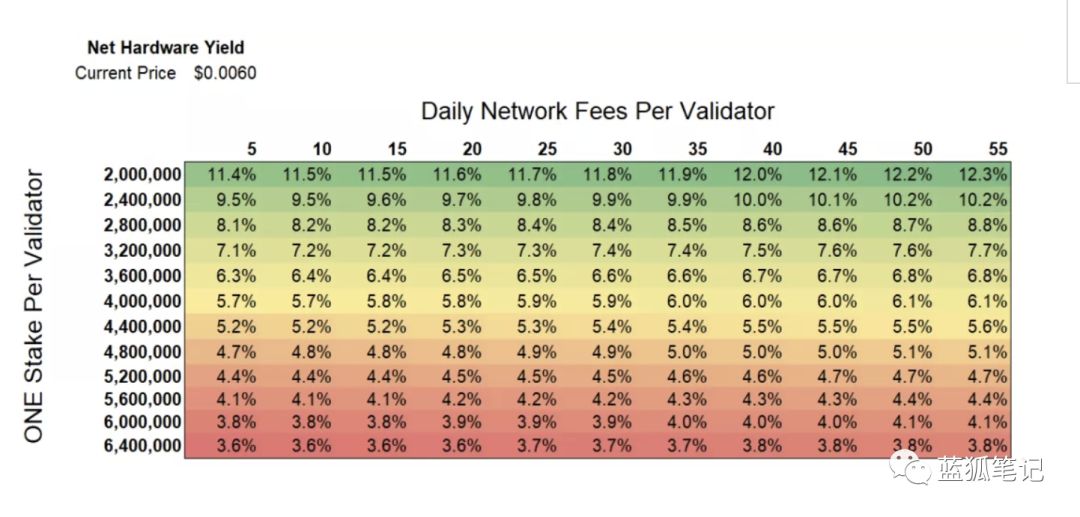 Net Hardware Yield
Current Price $0.0060
Daily Network Fees Per Validator
5 10 15 20 25 30 35 40 45 50 55
ONE Stake Per Validator
2,000,000 11.4% 11.5% 11.5% 11.6% 11.7% 11.8% 11.9% 12.0% 12.1% 12.2% 12.3%
2,400,000 9.5% 9.5% 9.6% 9.7% 9.8% 9.9% 9.9% 10.0% 10.1% 10.2% 10.2%
2,800,000 8.1% 8.2% 8.2% 8.3% 8.4% 8.4% 8.5% 8.6% 8.6% 8.7% 8.8%
3,200,000 7.1% 7.2% 7.2% 7.3% 7.3% 7.4% 7.4% 7.5% 7.6% 7.6% 7.7%
3,600,000 6.3% 6.4% 6.4% 6.5% 6.5% 6.6% 6.6% 6.7% 6.7% 6.8% 6.8%
4,000,000 5.7% 5.7% 5.8% 5.8% 5.9% 5.9% 6.0% 6.0% 6.0% 6.1% 6.1%
4,400,000 5.2% 5.2% 5.2% 5.3% 5.3% 5.4% 5.4% 5.5% 5.5% 5.5% 5.6%
4,800,000 4.7% 4.8% 4.8% 4.8% 4.9% 4.9% 5.0% 5.0% 5.0% 5.1% 5.1%
5,200,000 4.4% 4.4% 4.4% 4.5% 4.5% 4.5% 4.6% 4.6% 4.7% 4.7% 4.7%
5,600,000 4.1% 4.1% 4.1% 4.2% 4.2% 4.2% 4.3% 4.3% 4.3% 4.4% 4.4%
6,000,000 3.8% 3.8% 3.8% 3.9% 3.9% 3.9% 4.0% 4.0% 4.0% 4.1% 4.1%
6,400,000 3.6% 3.6% 3.6% 3.6% 3.7% 3.7% 3.7% 3.8% 3.8% 3.8% 3.8%
蓝狐笔记